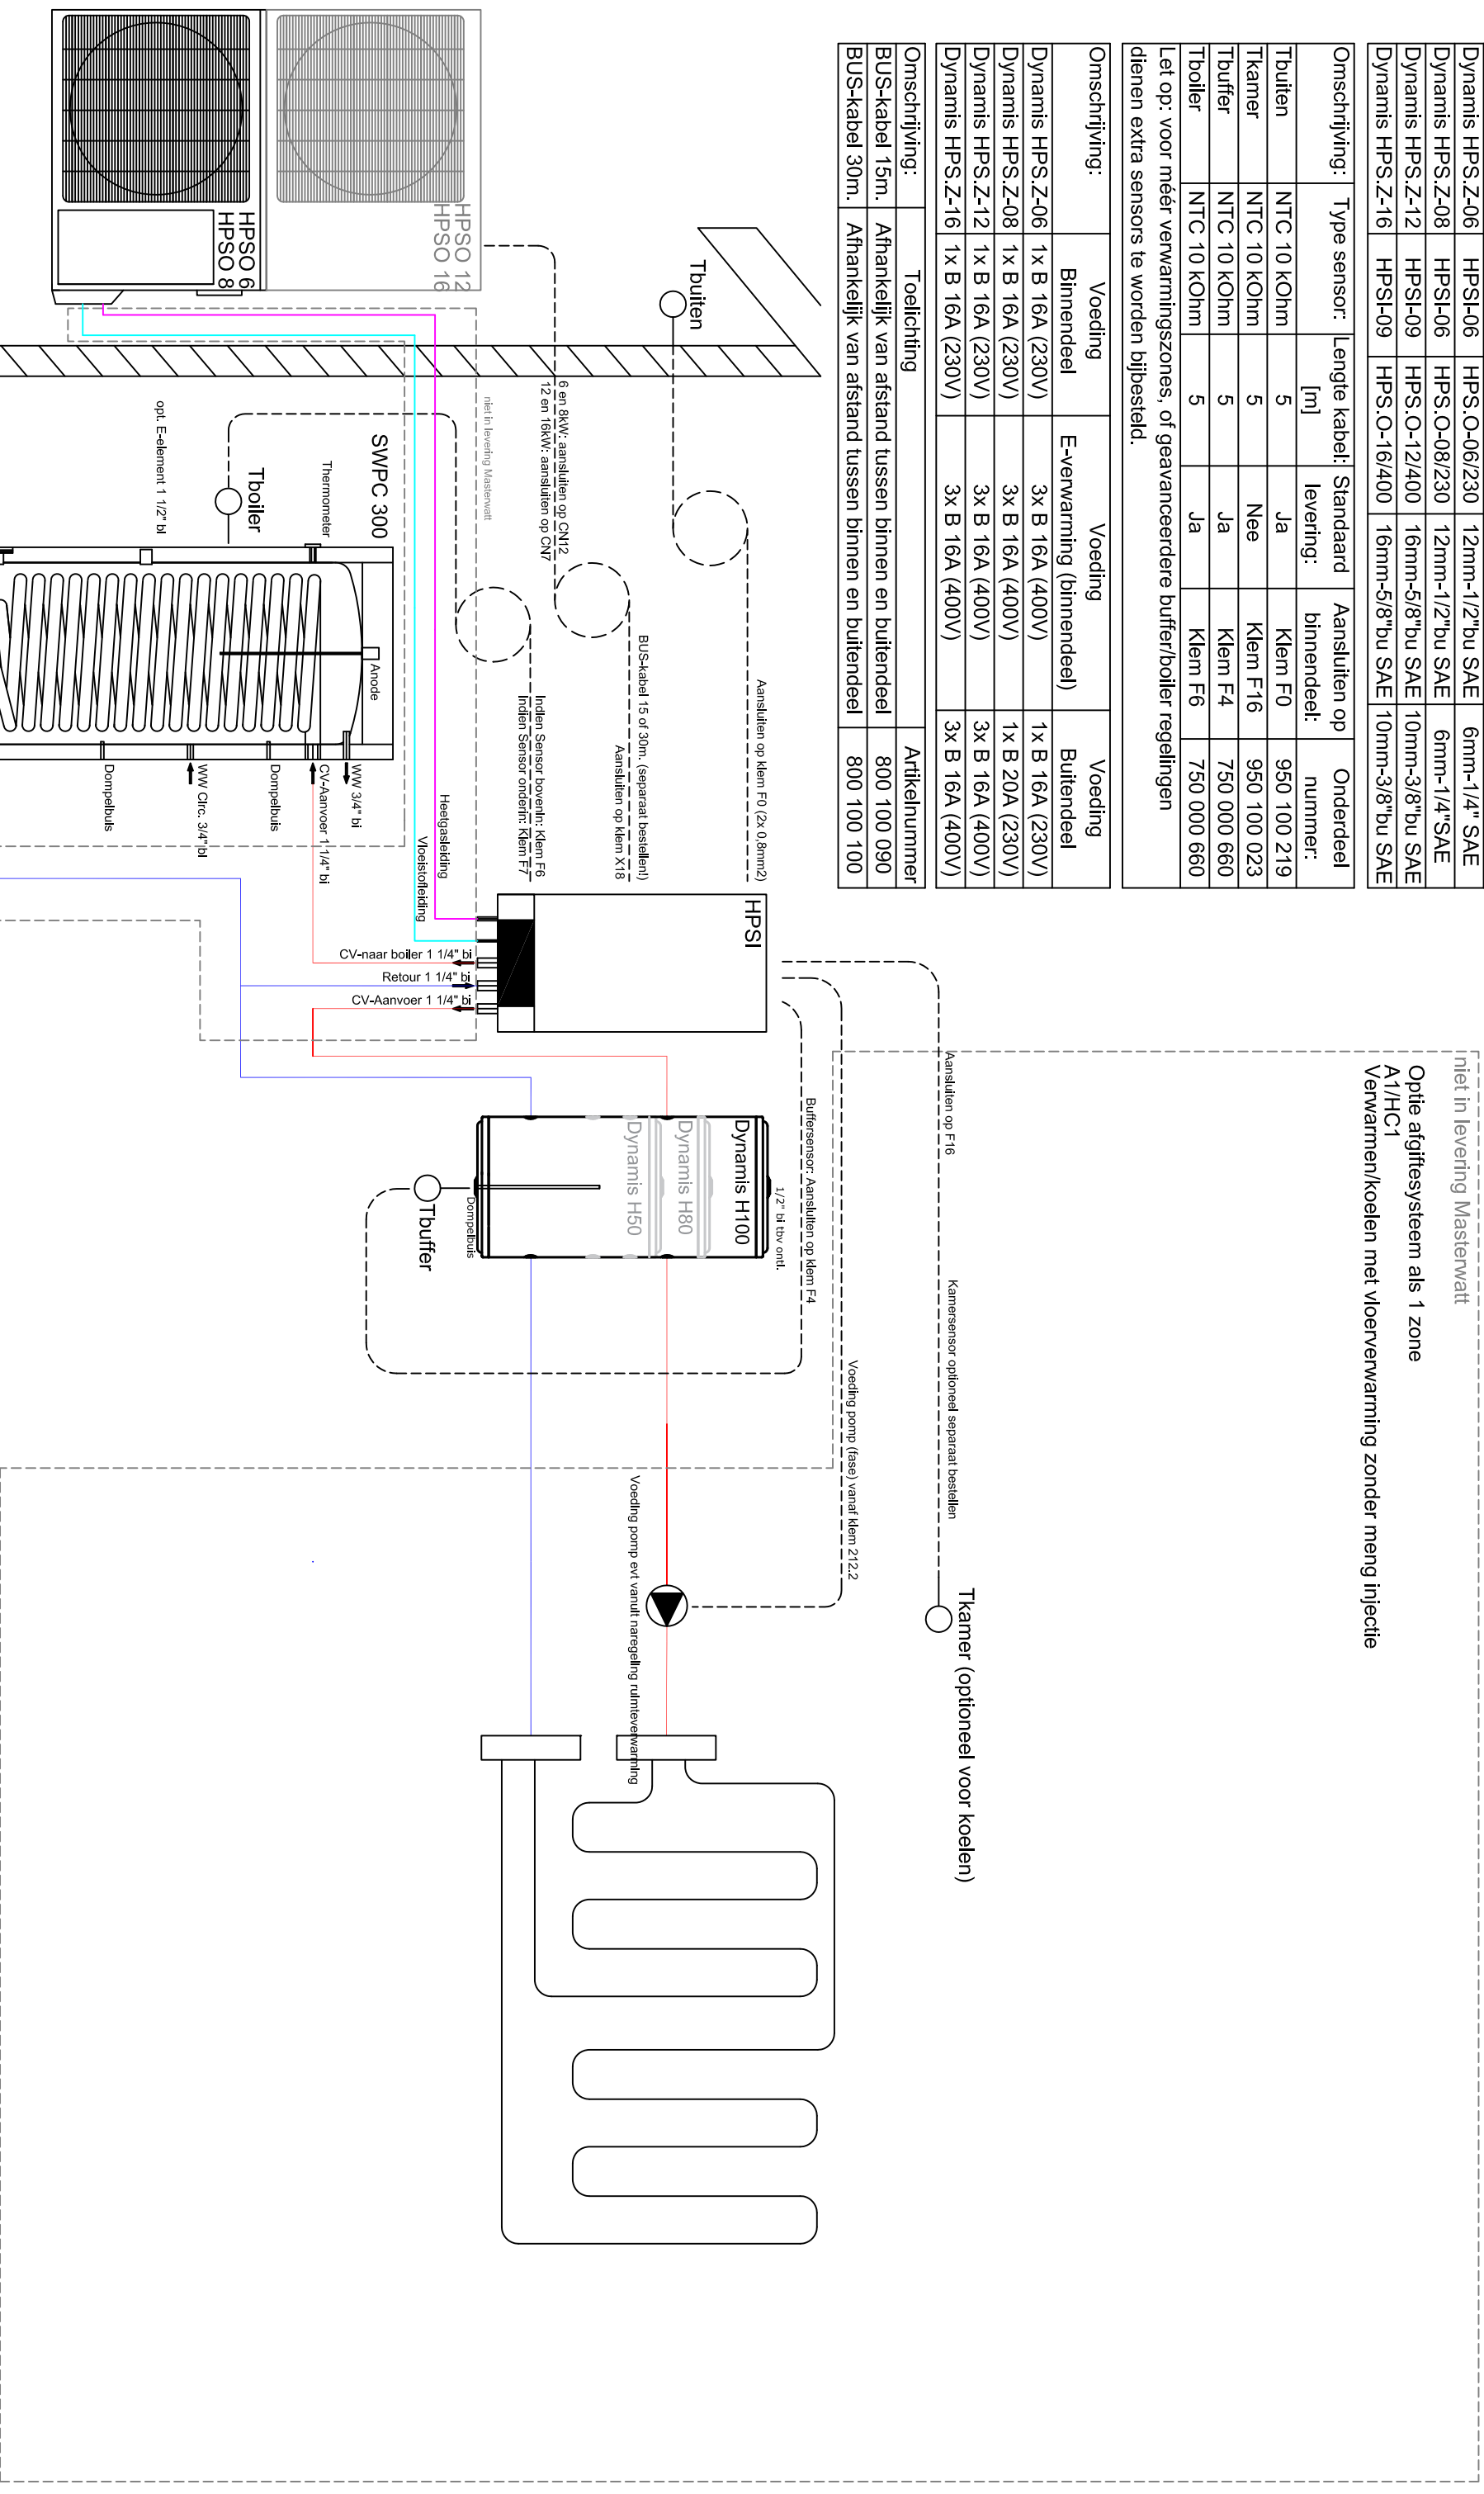 Dynamis HPS.Z-06 HPSI-06 HPS.O-06/230 12mm-1/2"bu SAE 6mm-1/4" SAE
Dynamis HPS.Z-08 HPSI-06 HPS.O-08/230 12mm-1/2"bu SAE 6mm-1/4"SAE
Dynamis HPS.Z-12 HPSI-09 HPS.O-12/400 16mm-5/8"bu SAE 10mm-3/8"bu SAE
Dynamis HPS.Z-16 HPSI-09 HPS.O-16/400 16mm-5/8"bu SAE 10mm-3/8"bu SAE
Omschrijving: Type sensor: Lengte kabel: Standaard Aansluiten op Onderdeel
[m] levering: binnendeel: nummer:
Tbuiten NTC 10 kOhm 5 Ja Klem F0 950 100 219
Tkamer NTC 10 kOhm 5 Nee Klem F16 950 100 023
Tbuffer NTC 10 kOhm 5 Ja Klem F4 750 000 660
Tboiler NTC 10 kOhm 5 Ja Klem F6 750 000 660
Let op: voor méér verwarmingszones, of geavanceerdere buffer/boiler regelingen
dienen extra sensors te worden bijbesteld.
Omschrijving: Voeding Voeding Voeding
Binnendeel E-verwarming (binnendeel) Buitendeel
Dynamis HPS.Z-06 1x B 16A (230V) 3x B 16A (400V) 1x B 16A (230V)
Dynamis HPS.Z-08 1x B 16A (230V) 3x B 16A (400V) 1x B 20A (230V)
Dynamis HPS.Z-12 1x B 16A (230V) 3x B 16A (400V) 3x B 16A (400V)
Dynamis HPS.Z-16 1x B 16A (230V) 3x B 16A (400V) 3x B 16A (400V)
Omschrijving: Toelichting Artikelnummer
BUS-kabel 15m. Afhankelijk van afstand tussen binnen en buitendeel 800 100 090
BUS-kabel 30m. Afhankelijk van afstand tussen binnen en buitendeel 800 100 100
niet in levering Masterwatt
Optie afgiftesysteem als 1 zone
A1/HC1
Verwarmen/koelen met vloerverwarming zonder meng injectie
Tkamer (optioneel voor koelen)
Aansluiten op F16
Kamersensor optioneel separaat bestellen
Voeding pomp (fase) vanaf klem 212.2
Buffersensor: Aansluiten op klem F4
1/2" bi tbv ontl.
HPSI
Dynamis H100
Dynamis H80
Dynamis H50
Dompelbuis
Tbuffer
Voeding pomp evt vanuit naregeling ruimteverwarming
Tbuiten
Aansluiten op klem F0 (2x 0,8mm2)
BUS-kabel 15 of 30m. (separaat bestellen!)
Aansluiten op klem X18
6 en 8kW: aansluiten op CN12
12 en 16kW: aansluiten op CN7
Indien Sensor bovenin: Klem F6
Indien Sensor onderin: Klem F7
HPSO 12
HPSO 16
HPSO 6
HPSO 8
niet in levering Masterwatt
Heetgasleiding
Vloeistofleiding
CV-naar boiler 1 1/4" bi
Retour 1 1/4" bi
CV-Aanvoer 1 1/4" bi
SWPC 300
Thermometer
Tboiler
opt. E-element 1 1/2" bi
Anode
WW 3/4" bi
CV-Aanvoer 1 1/4" bi
Dompelbuis
WW Circ. 3/4" bi
Dompelbuis